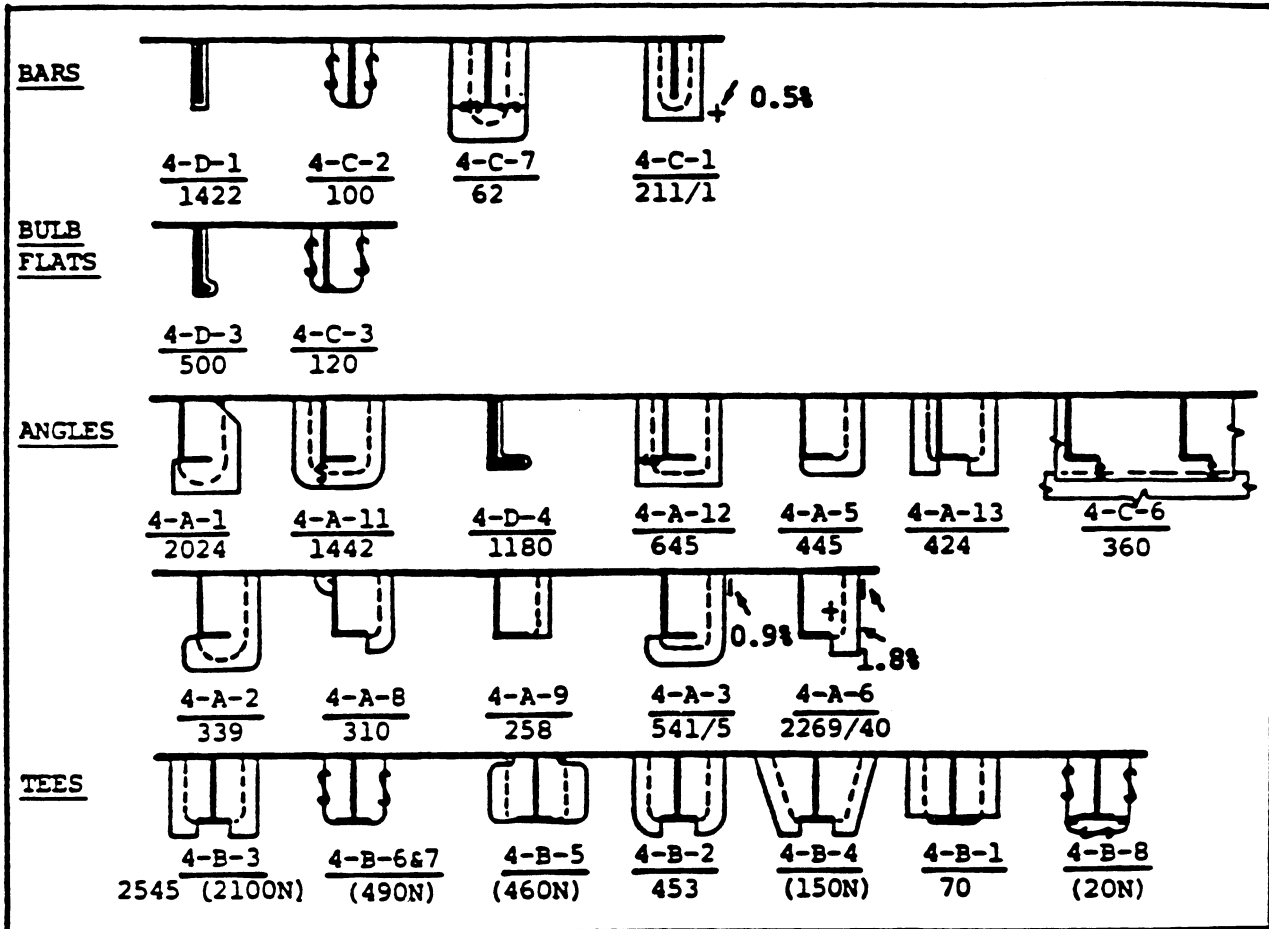 BARS
0.5%
4-D-1 4-C-2 4-C-7 4-C-1
1422 100 62 211/1
BULB
FLATS
4-D-3 4-C-3
500 120
ANGLES
4-A-1 4-A-11 4-D-4 4-A-12 4-A-5 4-A-13 4-C-6
2024 1442 1180 645 445 424 360
0.9%
1.8%
4-A-2 4-A-8 4-A-9 4-A-3 4-A-6
339 310 258 541/5 2269/40
TEES
4-B-3 4-B-6&7 4-B-5 4-B-2 4-B-4 4-B-1 4-B-8
2545 (2100N) (490N) (460N) 453 (150N) 70 (20N)